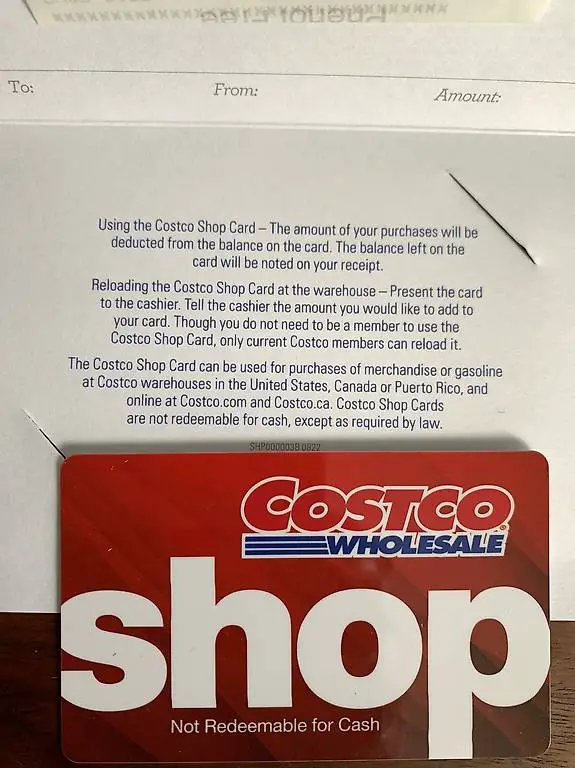 To: From: Amount:
Using the Costco Shop Card – The amount of your purchases will be
deducted from the balance on the card. The balance left on the
card will be noted on your receipt.
Reloading the Costco Shop Card at the warehouse – Present the card
to the cashier. Tell the cashier the amount you would like to add to
your card. Though you do not need to be a member to use the
Costco Shop Card, only current Costco members can reload it.
The Costco Shop Card can be used for purchases of merchandise or gasoline
at Costco warehouses in the United States, Canada or Puerto Rico, and
online at Costco.com and Costco.ca. Costco Shop Cards
are not redeemable for cash, except as required by law.
SHP000003B 0822
COSTCO
WHOLESALE
shop
Not Redeemable for Cash